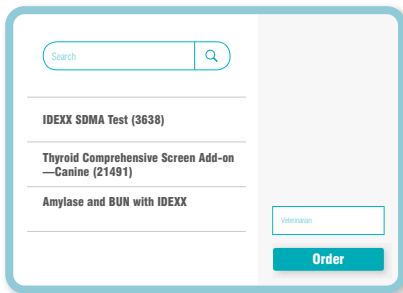 Search
IDEXX SDMA Test (3638)
Thyroid Comprehensive Screen Add-on
—Canine (21491)
Amylase and BUN with IDEXX
Veterinarian
Order